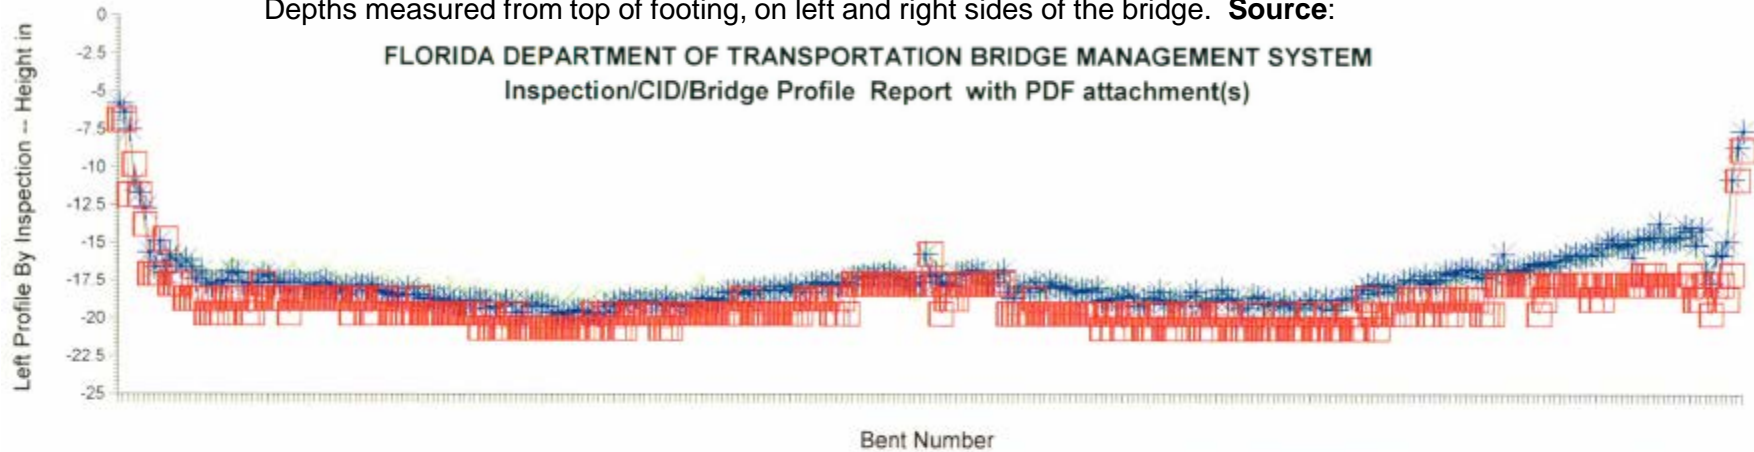 Depths measured from top of footing, on left and right sides of the bridge.  Source:
FLORIDA DEPARTMENT OF TRANSPORTATION BRIDGE MANAGEMENT SYSTEM
Inspection/CID/Bridge Profile  Report  with PDF attachment(s)
Left Profile By Inspection -- Height in
0
-2.5
-5
-7.5
-10
-12.5
-15
-17.5
-20
-22.5
-25
Bent Number